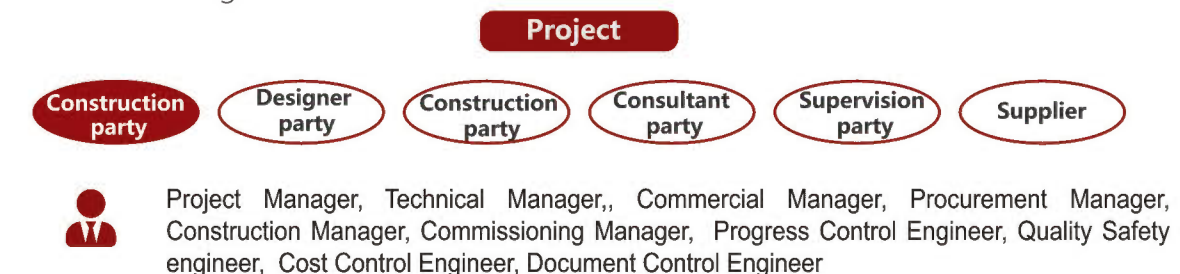 Project
Construction
party
Designer
party
Construction
party
Consultant
party
Supervision
party
Supplier
Project Manager, Technical Manager,, Commercial Manager, Procurement Manager,
Construction Manager, Commissioning Manager, Progress Control Engineer, Quality Safety
engineer, Cost Control Engineer, Document Control Engineer